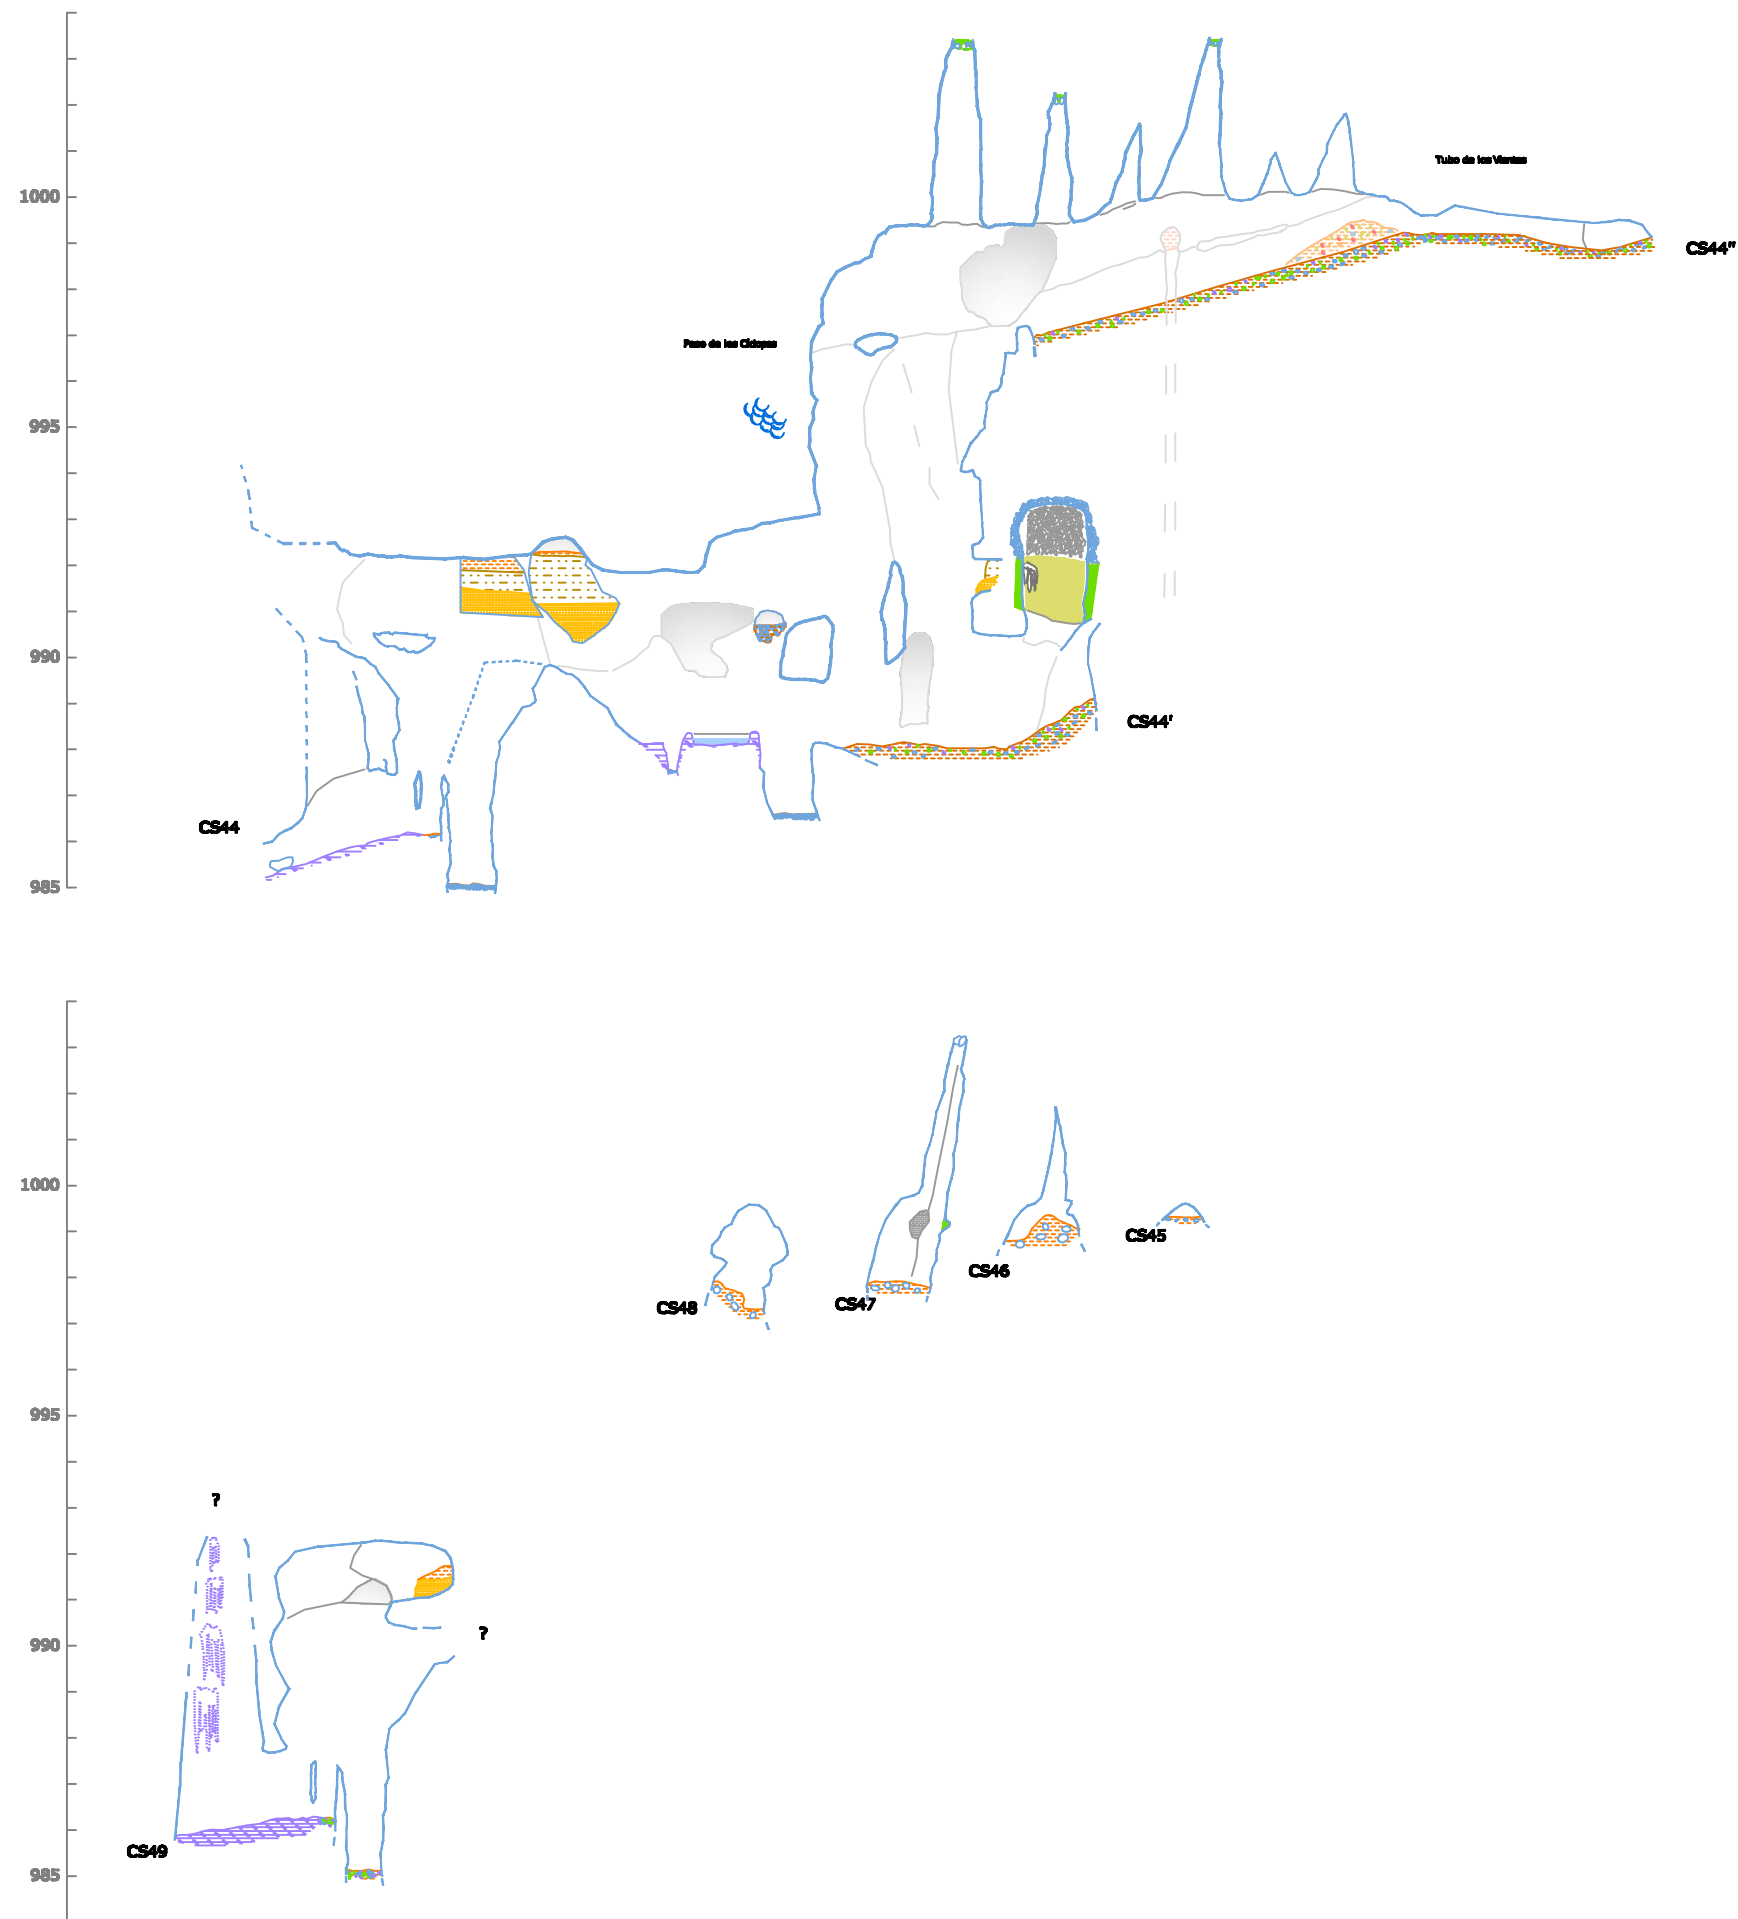 Tubo de los Vientos
1000
CS44"
Paso de los Cíclopes
995
990
CS44'
CS44
985
1000
CS45
CS46
CS48
CS47
995
?
990
?
CS49
985